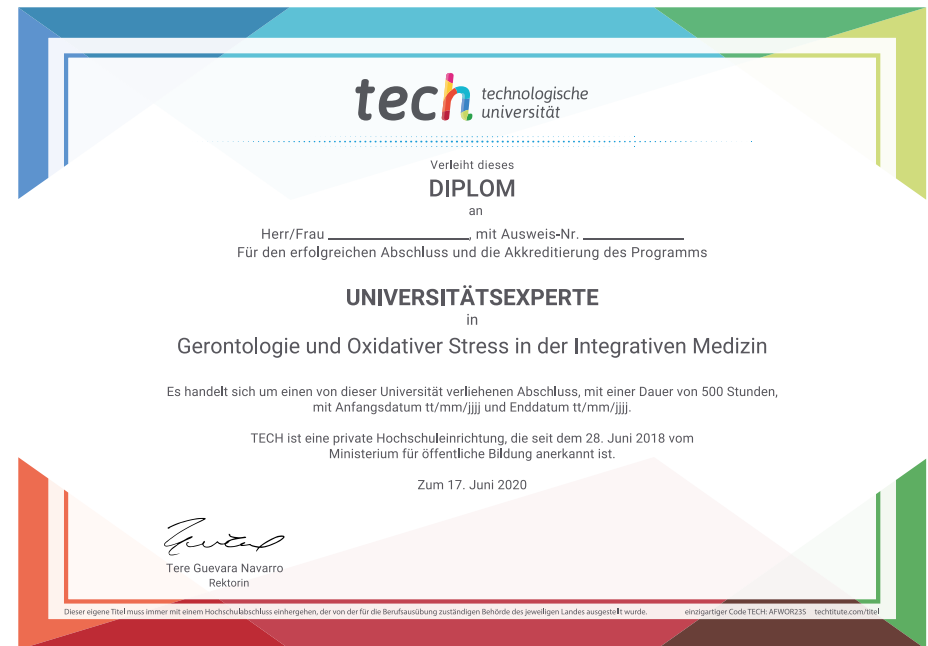 tech technologische
universität
Verleiht dieses
DIPLOM
an
Herr/Frau ____________, mit Ausweis-Nr. ____________
Für den erfolgreichen Abschluss und die Akkreditierung des Programms
UNIVERSITÄTSEXPERTE
in
Gerontologie und Oxidativer Stress in der Integrativen Medizin
Es handelt sich um einen von dieser Universität verliehenen Abschluss, mit einer Dauer von 500 Stunden,
mit Anfangsdatum tt/mm/jjjj und Enddatum tt/mm/jjjj.
TECH ist eine private Hochschuleinrichtung, die seit dem 28. Juni 2018 vom
Ministerium für öffentliche Bildung anerkannt ist.
Zum 17. Juni 2020
Tere Guevara Navarro
Rektorin
Dieser eigene Titel muss immer mit einem Hochschulabschluss einhergehen, der von der für die Berufsausübung zuständigen Behörde des jeweiligen Landes ausgestellt wurde. einzigartiger Code TECH: AFWOR23S techtitute.com/titel